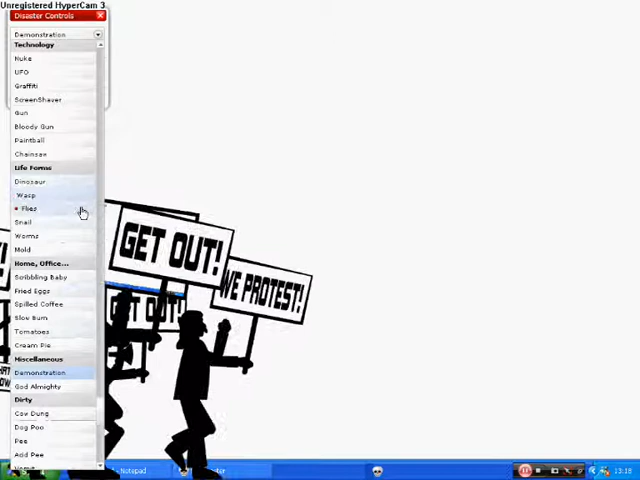 Unregistered HyperCam 3
Disaster Controls
Demonstration
Technology
Nuke
UFO
Graffiti
ScreenShaver
Gun
Bloody Gun
Paintball
Chainsaw
Life Forms
Dinosaur
Wasp
Flies
Snail
Worms
Mold
Home, Office...
Scribbling Baby
Fried Eggs
Spilled Coffee
Slow Burn
Tomatoes
Cream Pie
Miscellaneous
Demonstration
God Almighty
Dirty
Cow Dung
Dog Poo
Pee
Add Pee
Vomit
GET OUT!
WE PROTEST!
GET OUT!
- Notepad
13:18